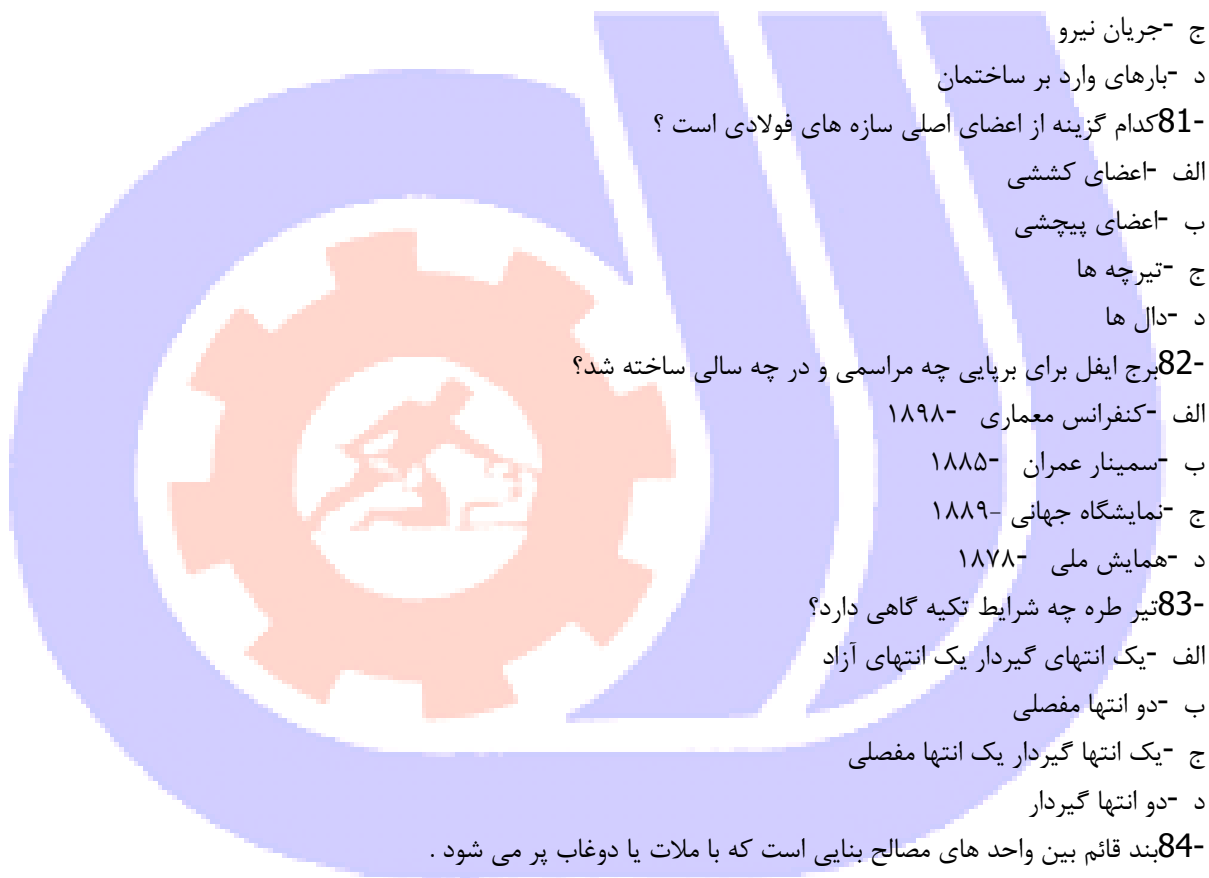 ج -جریان نیرو
د -بارهای وارد بر ساختمان
81-کدام گزینه از اعضای اصلی سازه های فولادی است ؟
الف -اعضای کششی
ب -اعضای پیچشی
ج -تیرچه ها
د -دال ها
82-برج ایفل برای برپایی چه مراسمی و در چه سالی ساخته شد؟
الف -کنفرانس معماری -۱۸۹۸
ب -سمینار عمران -۱۸۸۵
ج -نمایشگاه جهانی -۱۸۸۹
د -همایش ملی -۱۸۷۸
83-تیر طره چه شرایط تکیه گاهی دارد؟
الف -یک انتهای گیردار یک انتهای آزاد
ب -دو انتها مفصلی
ج -یک انتها گیردار یک انتها مفصلی
د -دو انتها گیردار
84-بند قائم بین واحد های مصالح بنایی است که با ملات یا دوغاب پر می شود .